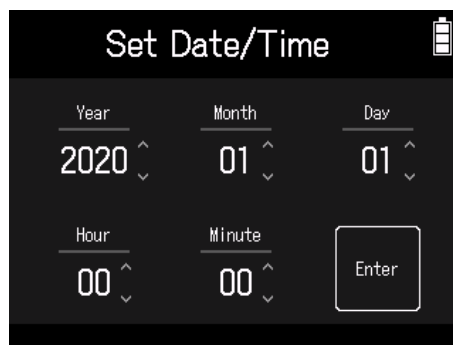 Set Date/Time
Year Month Day
2020 01 01
Hour Minute
00 00 Enter